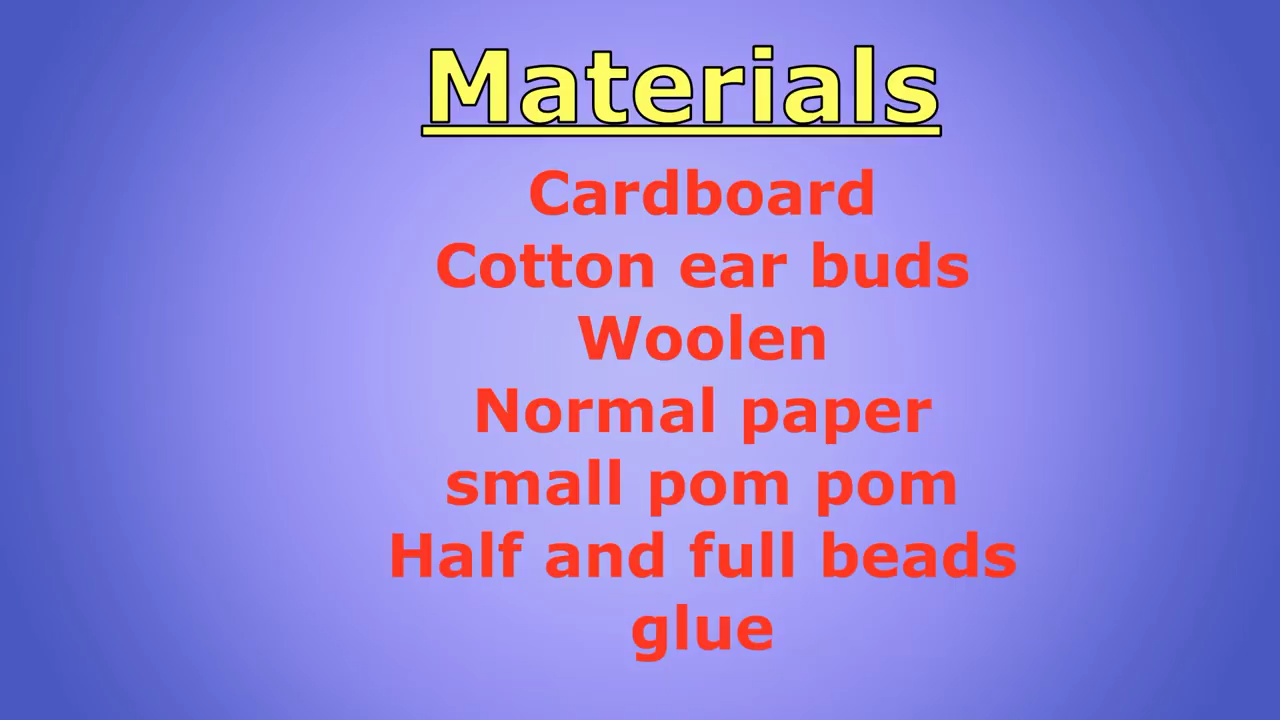 Materials
Cardboard
Cotton ear buds
Woolen
Normal paper
small pom pom
Half and full beads
glue